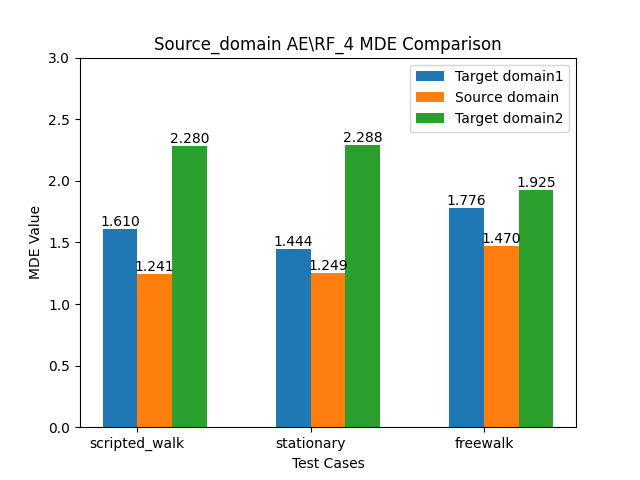 Source_domain AE\RF_4 MDE Comparison
Target domain1
Source domain
Target domain2
MDE Value
3.0
2.5
2.0
1.5
1.0
0.5
0.0
1.610
1.241
2.280
1.444
1.249
2.288
1.776
1.470
1.925
scripted_walk
stationary
freewalk
Test Cases